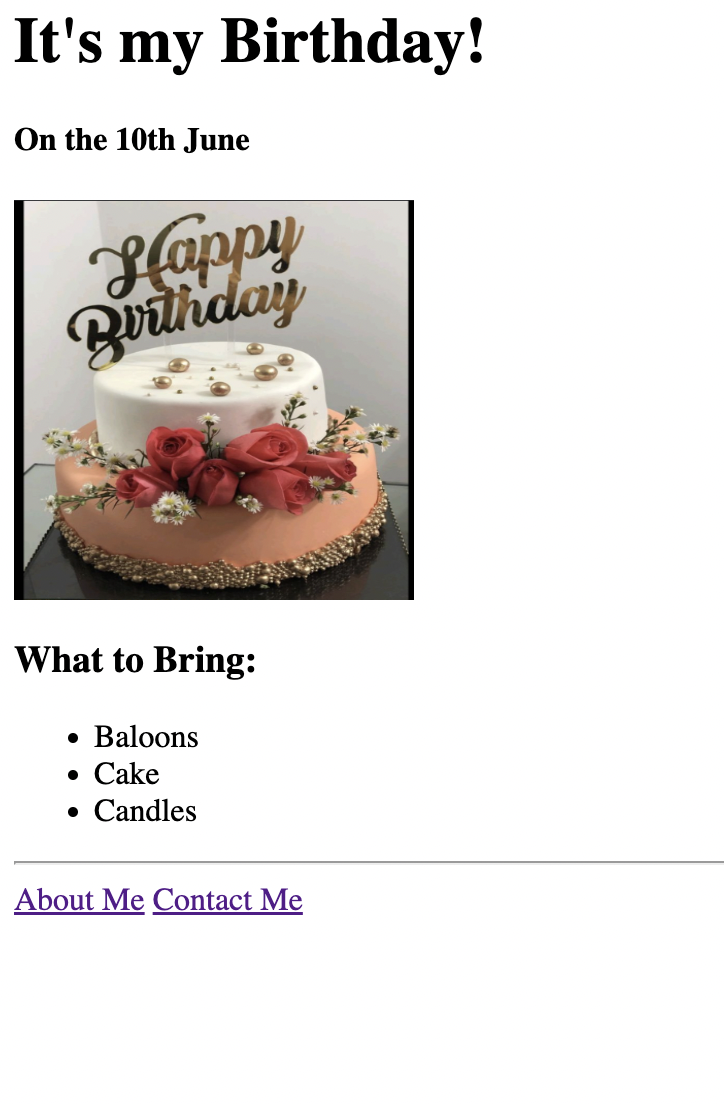 It's my Birthday!
On the 10th June
Happy
Birthday
What to Bring:
Baloons
Cake
Candles
About Me Contact Me